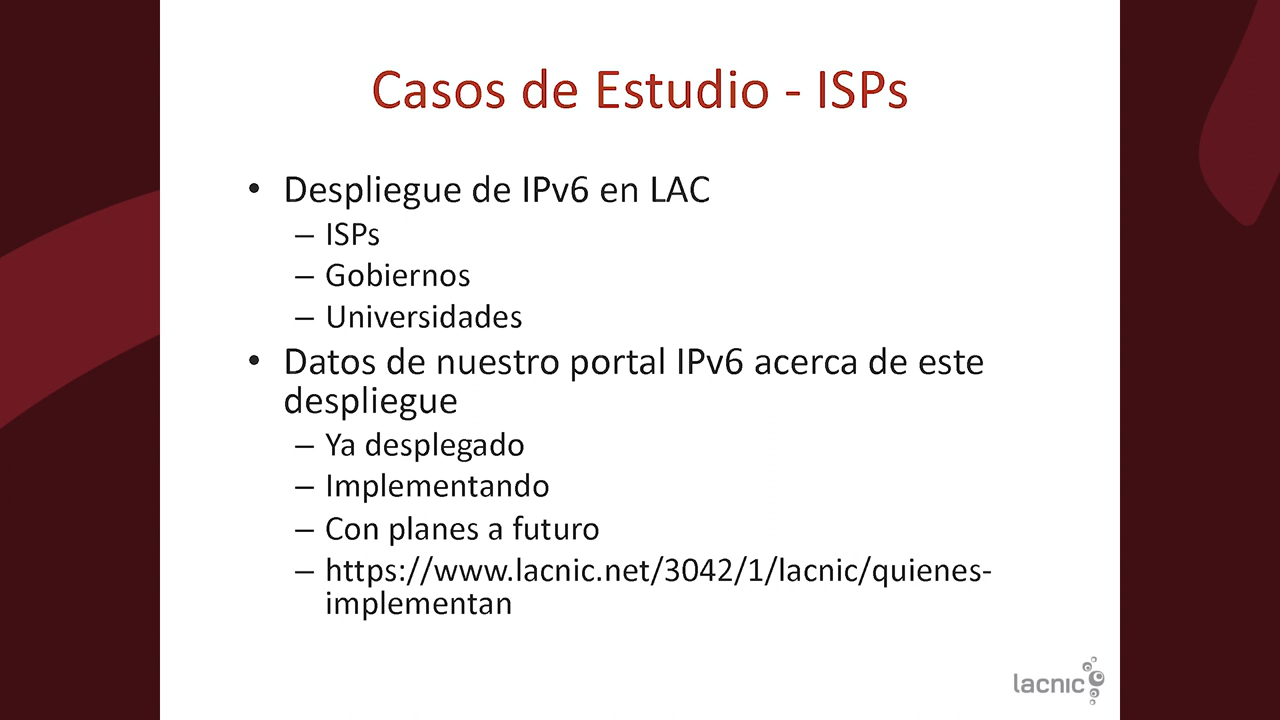 Casos de Estudio - ISPs
• Despliegue de IPv6 en LAC
– ISPs
– Gobiernos
– Universidades
• Datos de nuestro portal IPv6 acerca de este
despliegue
– Ya desplegado
– Implementando
– Con planes a futuro
– https://www.lacnic.net/3042/1/lacnic/quienes-
implementan
lacnic